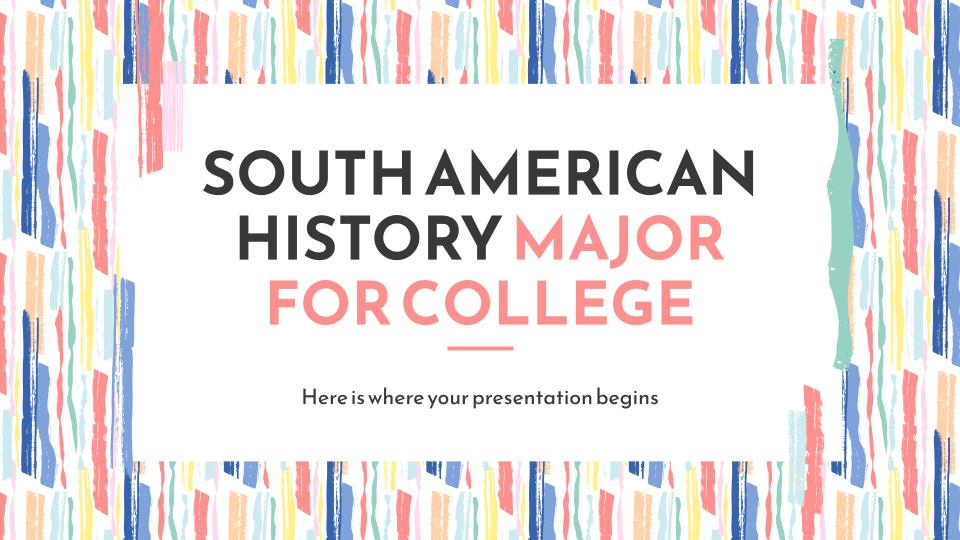 SOUTH AMERICAN
HISTORY MAJOR
FOR COLLEGE
Here is where your presentation begins